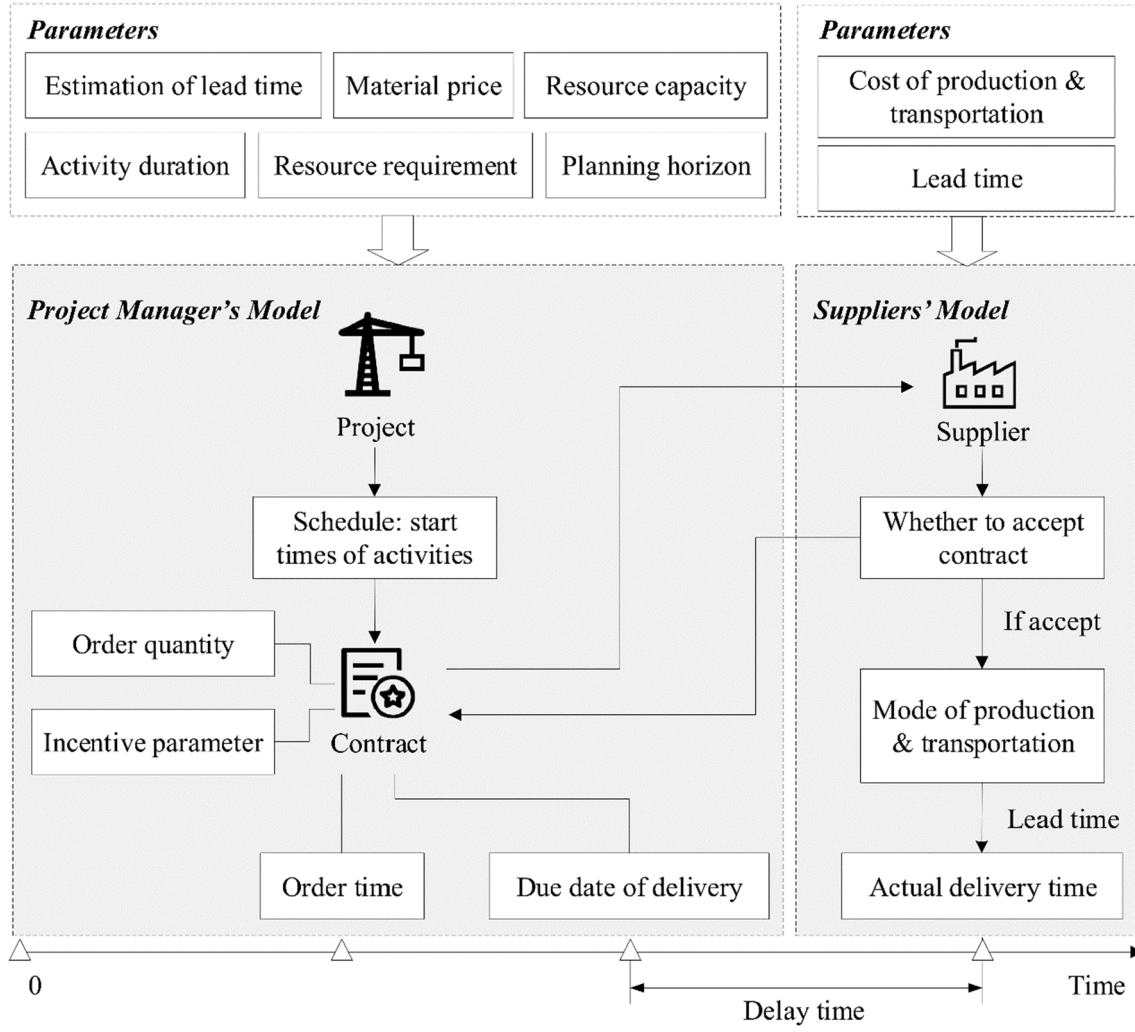 Parameters
Estimation of lead time
Material price
Resource capacity
Activity duration
Resource requirement
Planning horizon
Parameters
Cost of production &
transportation
Lead time
Project Manager's Model
Project
Schedule: start
times of activities
Order quantity
Incentive parameter
Contract
Order time
Due date of delivery
Suppliers' Model
Supplier
Whether to accept
contract
If accept
Mode of production
& transportation
Lead time
Actual delivery time
0
Delay time
Time